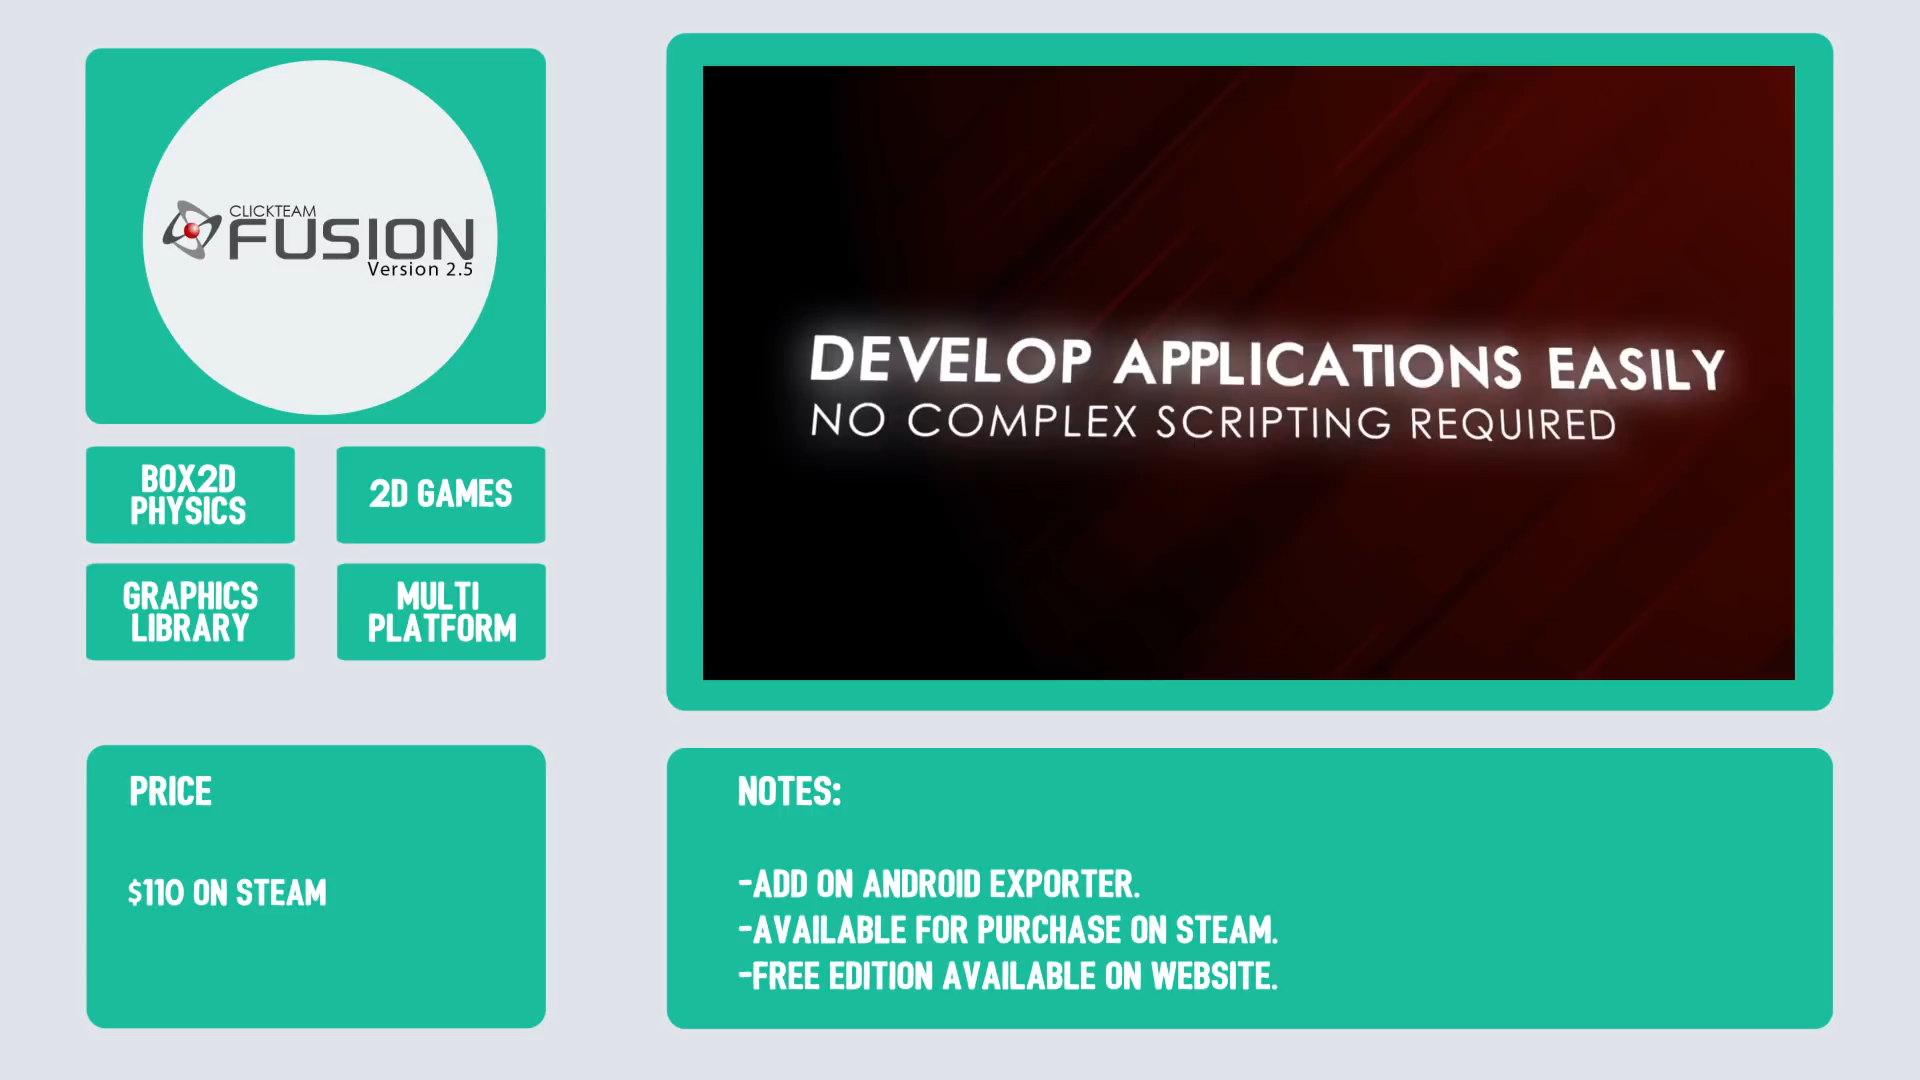 CLICKTEAM
FUSION
Version 2.5
BOX2D
PHYSICS
2D GAMES
GRAPHICS
LIBRARY
MULTI
PLATFORM
DEVELOP APPLICATIONS EASILY
NO COMPLEX SCRIPTING REQUIRED
PRICE
$110 ON STEAM
NOTES:
-ADD ON ANDROID EXPORTER.
-AVAILABLE FOR PURCHASE ON STEAM.
-FREE EDITION AVAILABLE ON WEBSITE.